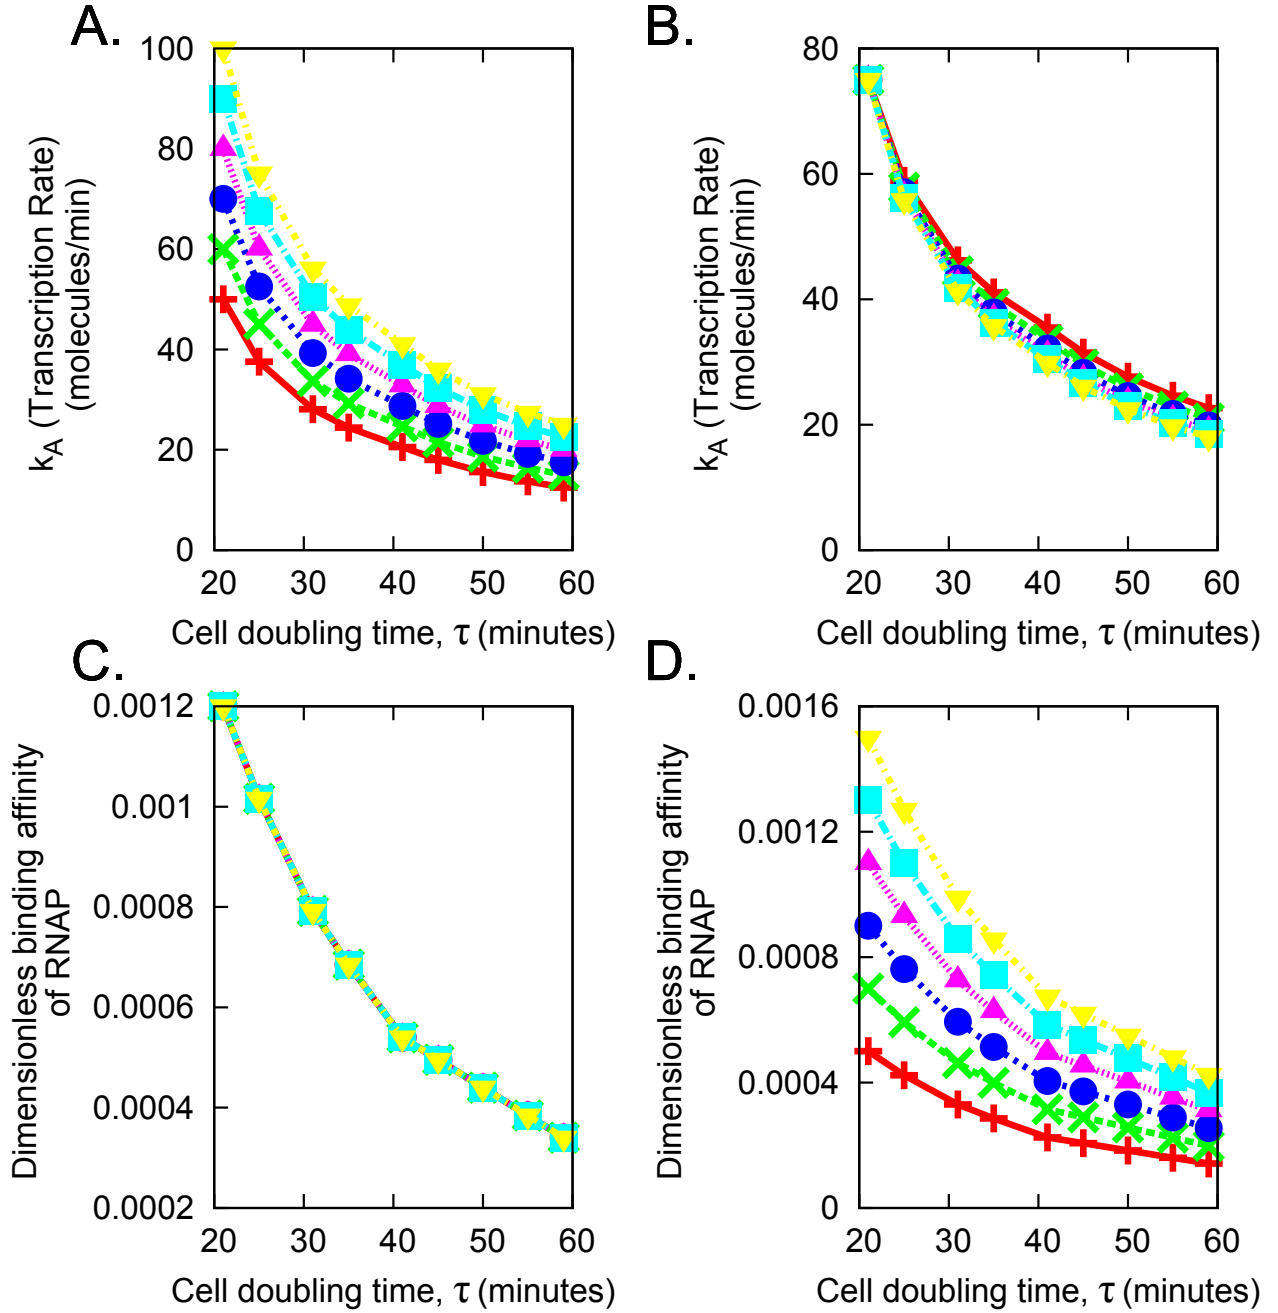 A.
k_A (Transcription Rate)
(molecules/min)
100
80
60
40
20
0
20 30 40 50 60
Cell doubling time, τ (minutes)
B.
k_A (Transcription Rate)
(molecules/min)
80
60
40
20
0
20 30 40 50 60
Cell doubling time, τ (minutes)
C.
Dimensionless binding affinity
of RNAP
0.0012
0.001
0.0008
0.0006
0.0004
0.0002
20 30 40 50 60
Cell doubling time, τ (minutes)
D.
Dimensionless binding affinity
of RNAP
0.0016
0.0012
0.0008
0.0004
0
20 30 40 50 60
Cell doubling time, τ (minutes)